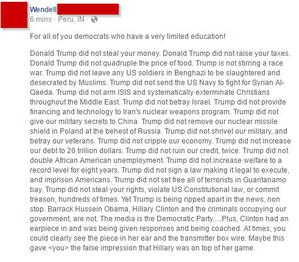 Wendell
6 mins · Peru, IN ·
For all of you democrats who have a very limited education!
Donald Trump did not steal your money. Donald Trump did not raise your taxes.
Donald Trump did not quadruple the price of food. Trump is not stirring a race
war. Trump did not leave any US soldiers in Benghazi to be slaughtered and
desecrated by Muslims. Trump did not send the US Navy to fight for Syrian Al-
Qaeda. Trump did not arm ISIS and systematically exterminate Christians
throughout the Middle East. Trump did not betray Israel. Trump did not provide
financing and technology to Iran's nuclear weapons program. Trump did not
give our military secrets to China. Trump did not remove our nuclear missile
shield in Poland at the behest of Russia. Trump did not shrivel our military, and
betray our veterans. Trump did not cripple our economy. Trump did not increase
our debt to 20 trillion dollars. Trump did not ruin our credit, twice. Trump did not
double African American unemployment. Trump did not increase welfare to a
record level for eight years. Trump did not sign a law making it legal to execute,
and imprison Americans. Trump did not set free all of terrorists in Guantanamo
bay. Trump did not steal your rights, violate US Constitutional law, or commit
treason, hundreds of times. Yet Trump is being ripped apart in the news, non
stop. Barrack Hussein Obama, Hillary Clinton and the criminals occupying our
government, are not. The media is the Democratic Party....Plus, Clinton had
an earpiece in and was being given responses and being coached. At times, you
could clearly see the piece in her ear and the transmitter box wire. Maybe this
gave <you> the false impression that Hillary was on top of her game.